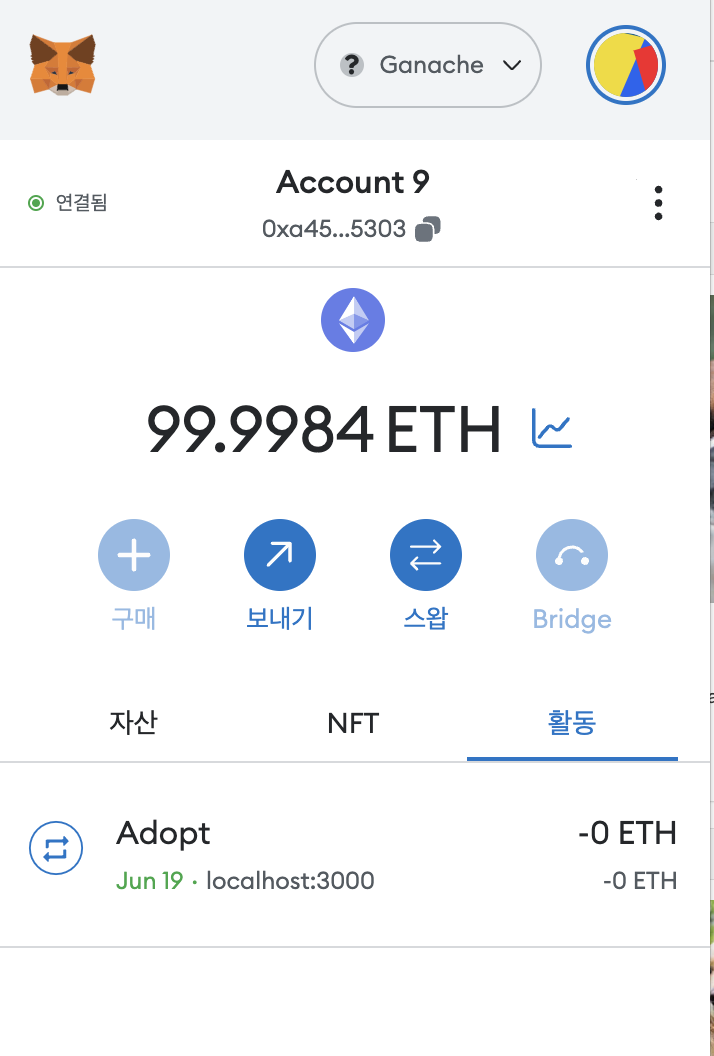 ? Ganache
연결됨
Account 9
0xa45...5303
99.9984 ETH
구매 보내기 스왑 Bridge
자산 NFT 활동
Adopt -0 ETH
Jun 19 · localhost:3000 -0 ETH